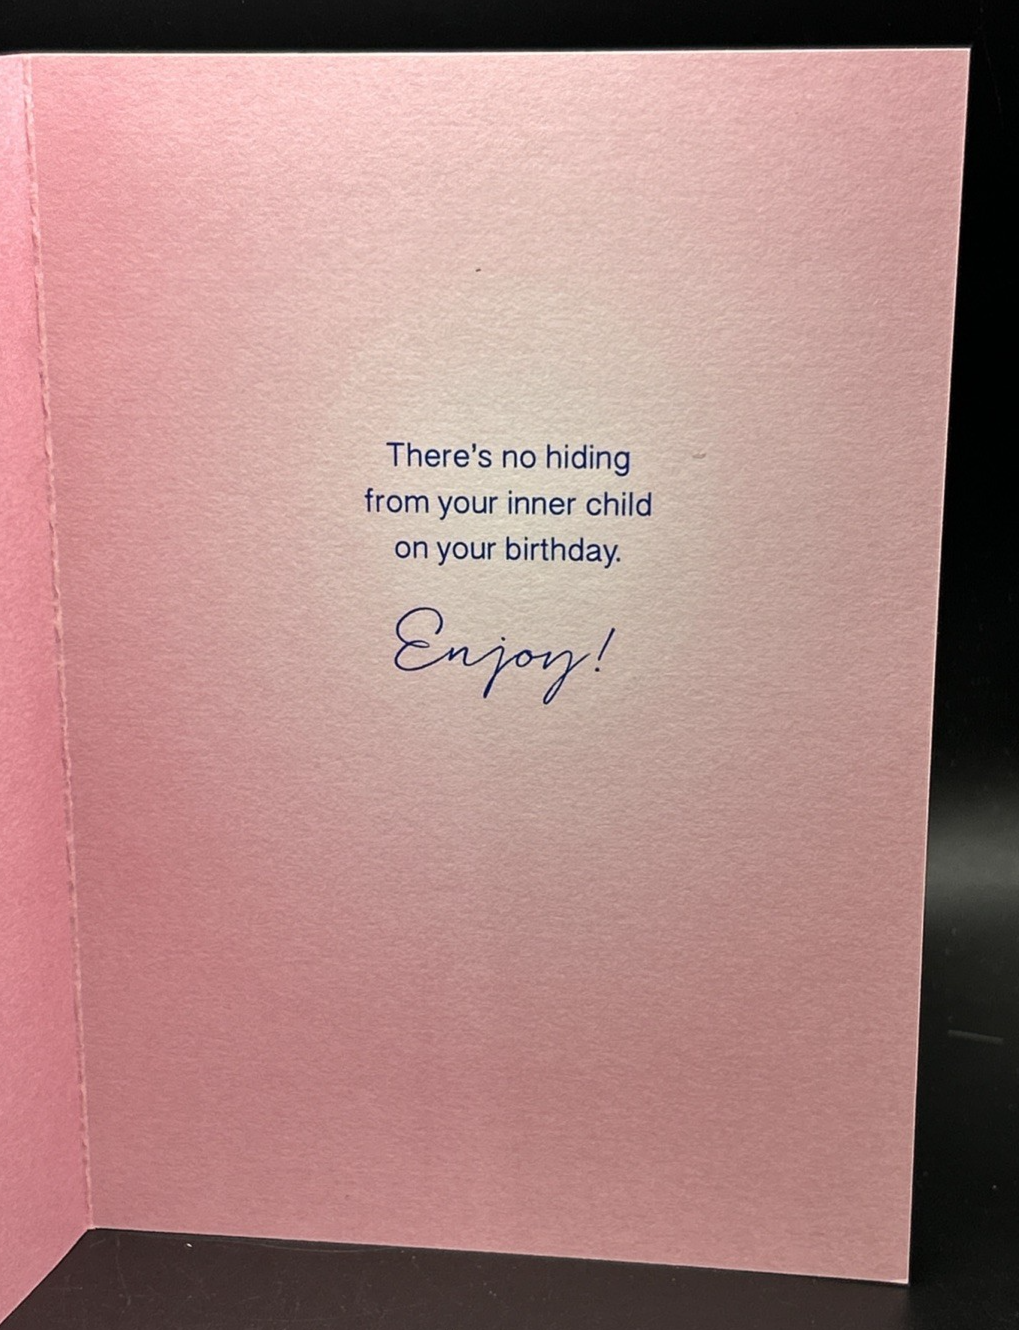 There's no hiding
from your inner child
on your birthday.
Enjoy!